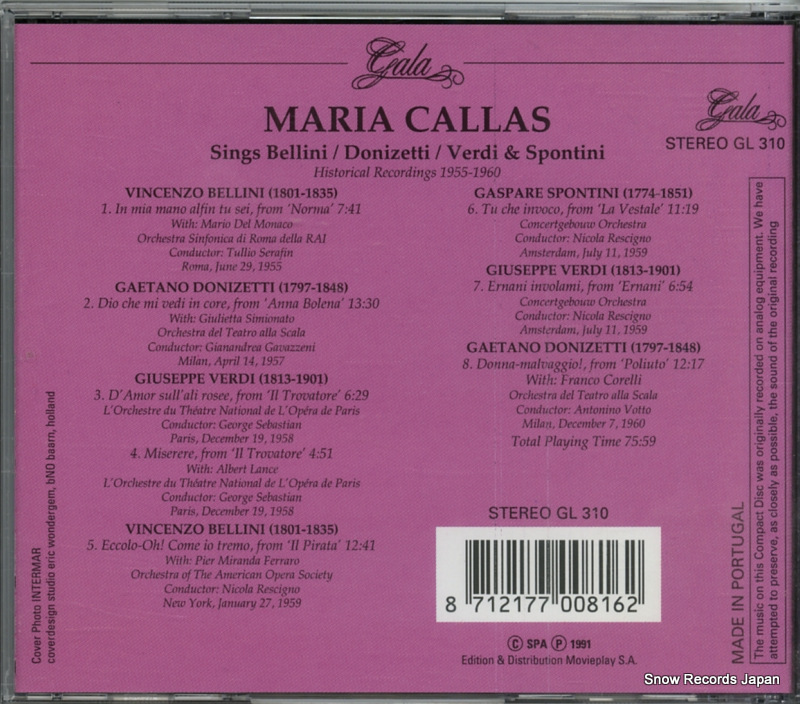 Gala
MARIA CALLAS
Sings Bellini / Donizetti / Verdi & Spontini
Historical Recordings 1955-1960
Gala
STEREO GL 310
VINCENZO BELLINI (1801-1835)
1. In mia mano alfin tu sei, from 'Norma' 7:41
With: Mario Del Monaco
Orchestra Sinfonica di Roma della RAI
Conductor: Tullio Serafin
Roma, June 29, 1955
GAETANO DONIZETTI (1797-1848)
2. Dio che mi vedi in core, from 'Anna Bolena' 13:30
With: Giulietta Simionato
Orchestra del Teatro alla Scala
Conductor: Gianandrea Gavazzeni
Milan, April 14, 1957
GIUSEPPE VERDI (1813-1901)
3. D'Amor sull'ali rosee, from 'Il Trovatore' 6:29
L'Orchestre du Théatre National de L'Opéra de Paris
Conductor: George Sebastian
Paris, December 19, 1958
4. Miserere, from 'Il Trovatore' 4:51
With: Albert Lance
L'Orchestre du Théatre National de L'Opéra de Paris
Conductor: George Sebastian
Paris, December 19, 1958
VINCENZO BELLINI (1801-1835)
5. Eccolo-Oh! Come io tremo, from 'Il Pirata' 12:41
With: Pier Miranda Ferraro
Orchestra of The American Opera Society
Conductor: Nicola Rescigno
New York, January 27, 1959
GASPARE SPONTINI (1774-1851)
6. Tu che invoco, from 'La Vestale' 11:19
Concertgebouw Orchestra
Conductor: Nicola Rescigno
Amsterdam, July 11, 1959
GIUSEPPE VERDI (1813-1901)
7. Ernani involami, from 'Ernani' 6:54
Concertgebouw Orchestra
Conductor: Nicola Rescigno
Amsterdam, July 11, 1959
GAETANO DONIZETTI (1797-1848)
8. Donna-malvaggio!, from 'Poliuto' 12:17
With: Franco Corelli
Orchestra del Teatro alla Scala
Conductor: Antonino Votto
Milan, December 7, 1960
Total Playing Time 75:59
STEREO GL 310
8 712177 008162
Ⓒ SPA Ⓟ 1991
Edition & Distribution Movieplay S.A.
Cover Photo INTERMAR
coverdesign studio eric wondergem, bNO baarn, holland
MADE IN PORTUGAL
The music on this Compact Disc was originally recorded on analog equipment. We have
attempted to preserve, as closely as possible, the sound of the original recording
Snow Records Japan